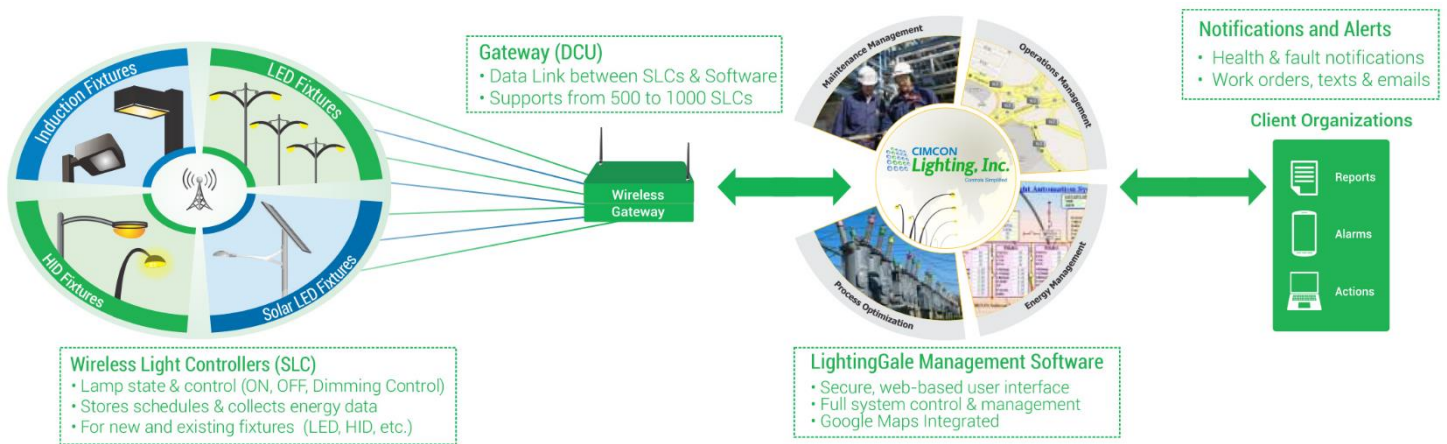 Induction Fixtures
LED Fixtures
HID Fixtures
Solar LED Fixtures
Wireless Light Controllers (SLC)
• Lamp state & control (ON, OFF, Dimming Control)
• Stores schedules & collects energy data
• For new and existing fixtures (LED, HID, etc.)
Gateway (DCU)
• Data Link between SLCs & Software
• Supports from 500 to 1000 SLCs
Wireless
Gateway
Maintenance Management
Operations Management
CIMCON
Lighting, Inc.
Controls Simplified
Process Optimization
Energy Management
LightingGale Management Software
• Secure, web-based user interface
• Full system control & management
• Google Maps Integrated
Notifications and Alerts
• Health & fault notifications
• Work orders, texts & emails
Client Organizations
Reports
Alarms
Actions